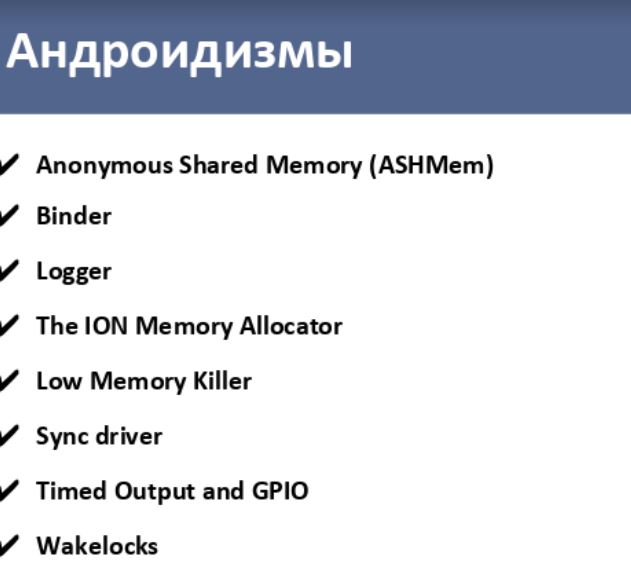 Андроидизмы
✔ Anonymous Shared Memory (ASHMem)
✔ Binder
✔ Logger
✔ The ION Memory Allocator
✔ Low Memory Killer
✔ Sync driver
✔ Timed Output and GPIO
✔ Wakelocks